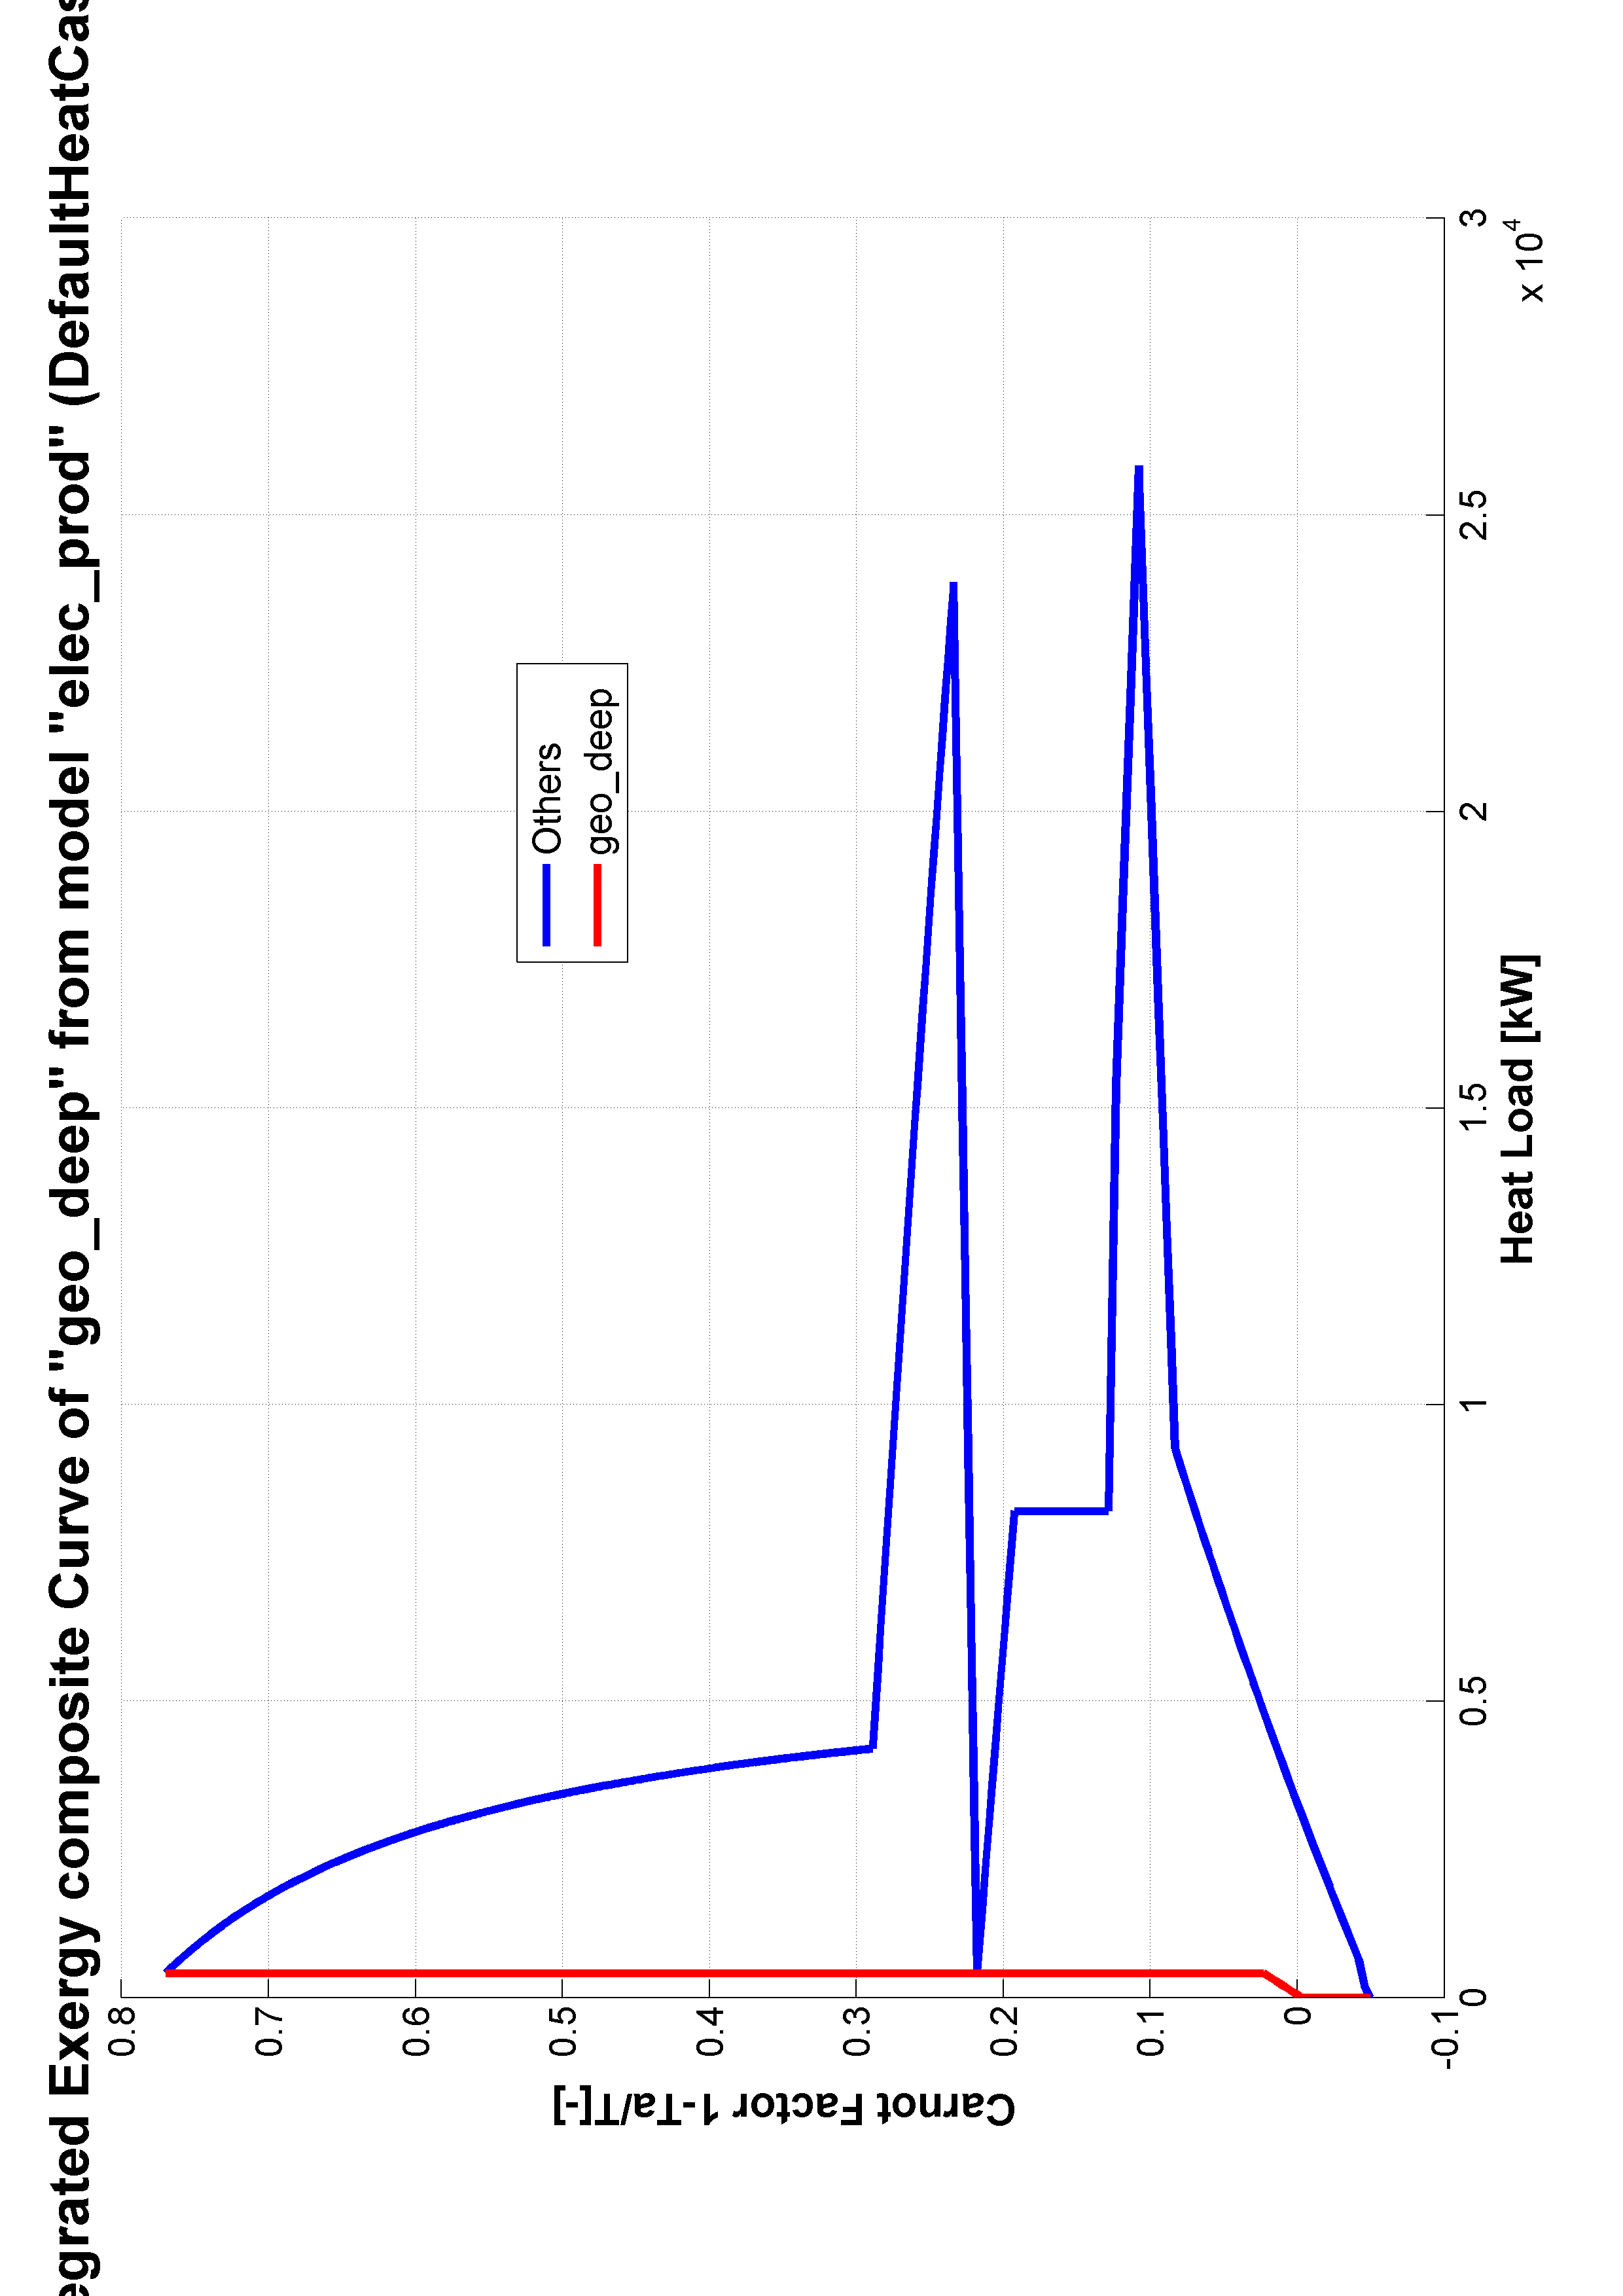 egrated Exergy composite Curve of "geo_deep" from model "elec_prod" (DefaultHeatCas
0.8
0.7
0.6
0.5
0.4
0.3
0.2
0.1
0
-0.1
Carnot Factor 1-Ta/T[-]
Others
geo_deep
0
0.5
1
1.5
2
2.5
3
x 10^4
Heat Load [kW]